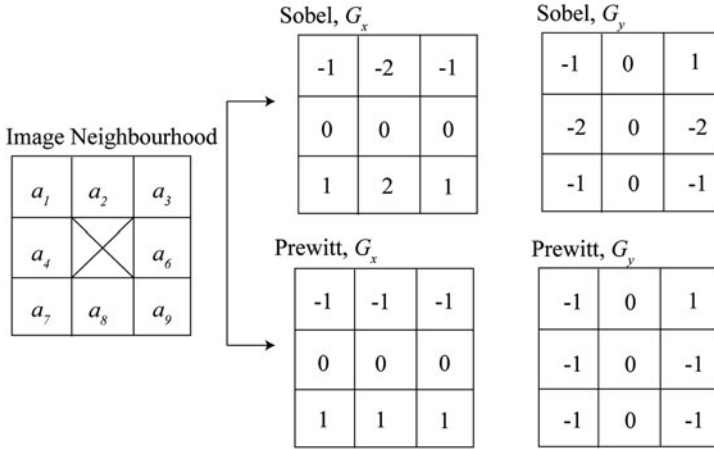 Sobel, Gx
-1 -2 -1
0 0 0
1 2 1
Sobel, Gy
-1 0 1
-2 0 -2
-1 0 -1
Image Neighbourhood
a1 a2 a3
a4 a6
a7 a8 a9
Prewitt, Gx
-1 -1 -1
0 0 0
1 1 1
Prewitt, Gy
-1 0 1
-1 0 -1
-1 0 -1